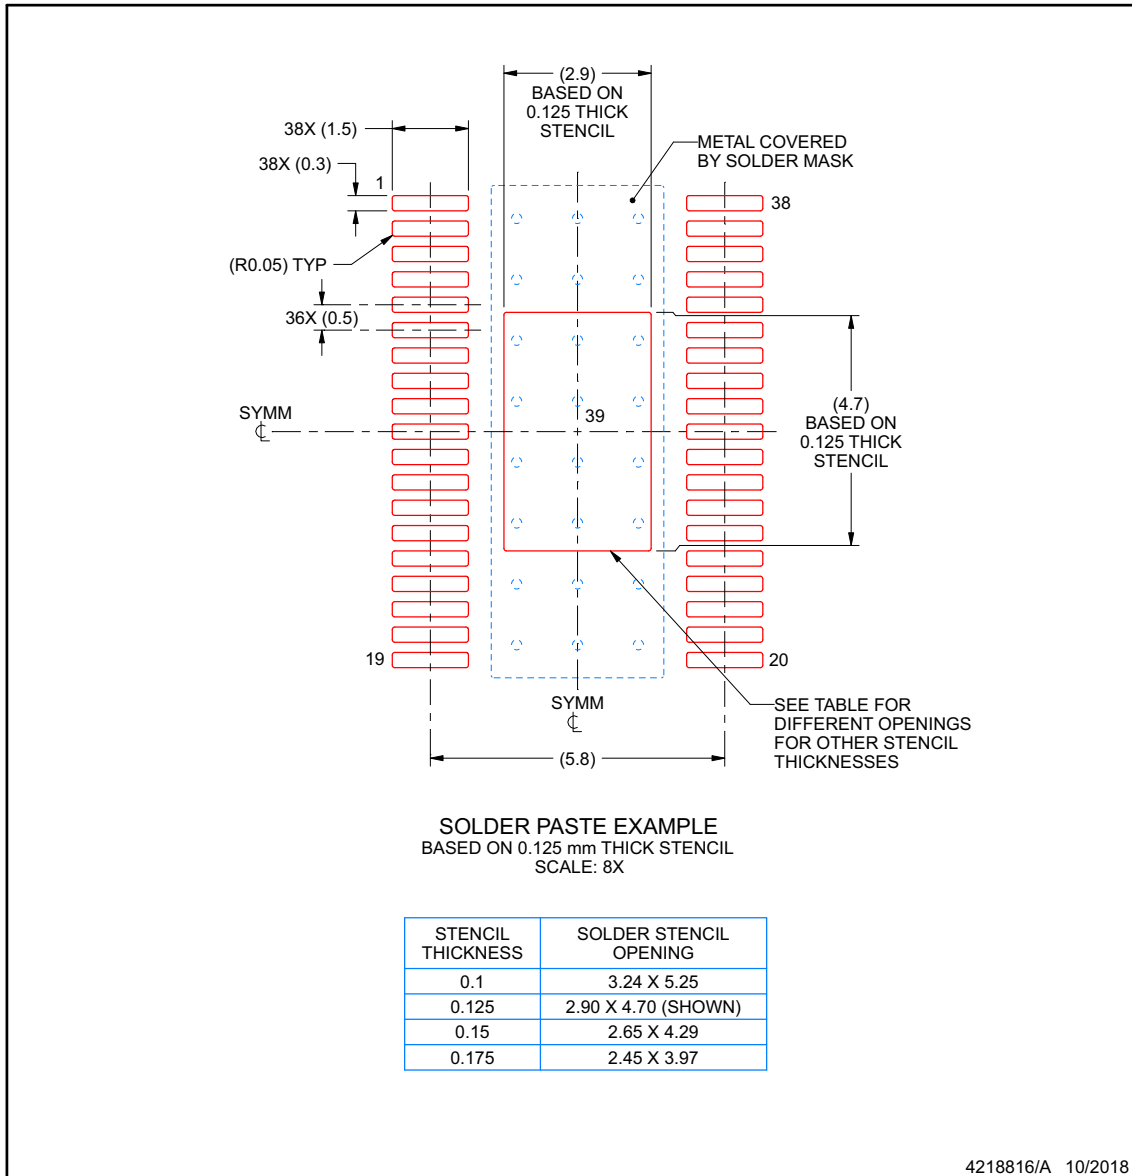 (2.9)
BASED ON
0.125 THICK
STENCIL
38X (1.5)
METAL COVERED
BY SOLDER MASK
38X (0.3)
1
38
(R0.05) TYP
36X (0.5)
(4.7)
BASED ON
0.125 THICK
STENCIL
39
SYMM
℄
19
20
SYMM
℄
SEE TABLE FOR
DIFFERENT OPENINGS
FOR OTHER STENCIL
THICKNESSES
(5.8)
SOLDER PASTE EXAMPLE
BASED ON 0.125 mm THICK STENCIL
SCALE: 8X
STENCIL
THICKNESS
SOLDER STENCIL
OPENING
0.1
3.24 X 5.25
0.125
2.90 X 4.70 (SHOWN)
0.15
2.65 X 4.29
0.175
2.45 X 3.97
4218816/A 10/2018